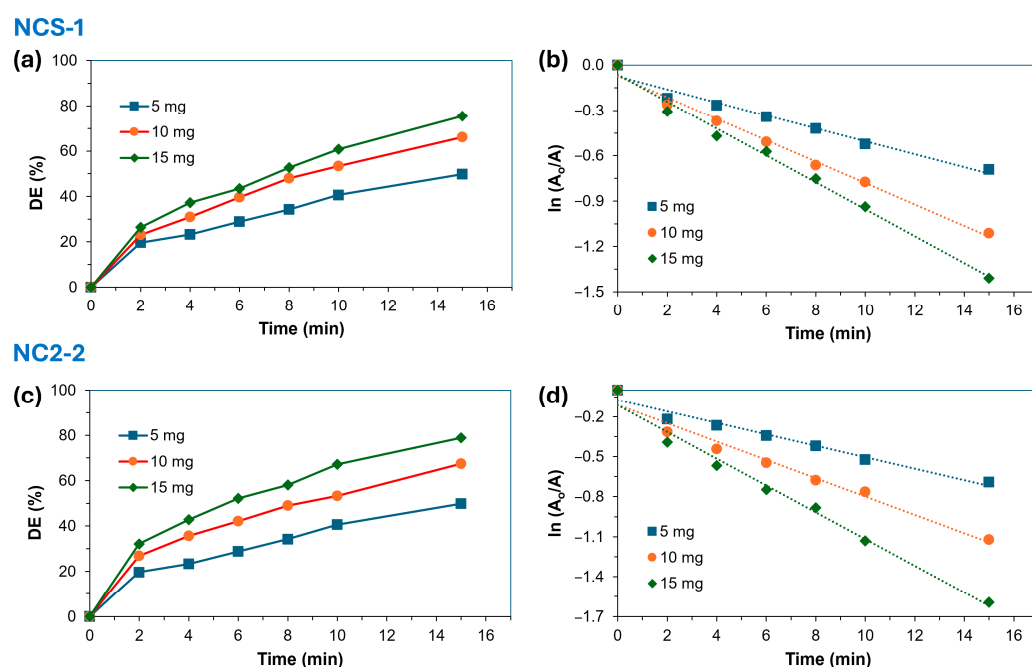 NCS-1
(a)
100
80
60
40
20
0
DE (%)
5 mg
10 mg
15 mg
0 2 4 6 8 10 12 14 16
Time (min)
(b)
0.0
−0.3
−0.6
−0.9
−1.2
−1.5
ln (Aₒ/A)
5 mg
10 mg
15 mg
0 2 4 6 8 10 12 14 16
Time (min)
NC2-2
(c)
100
80
60
40
20
0
DE (%)
5 mg
10 mg
15 mg
0 2 4 6 8 10 12 14 16
Time (min)
(d)
−0.2
−0.5
−0.8
−1.1
−1.4
−1.7
ln (Aₒ/A)
5 mg
10 mg
15 mg
0 2 4 6 8 10 12 14 16
Time (min)